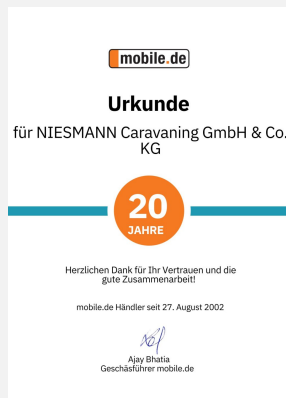 mobile.de
Urkunde
für NIESMANN Caravaning GmbH & Co.
KG
20
JAHRE
Herzlichen Dank für Ihr Vertrauen und die
gute Zusammenarbeit!
mobile.de Händler seit 27. August 2002
Ajay Bhatia
Geschäsführer mobile.de